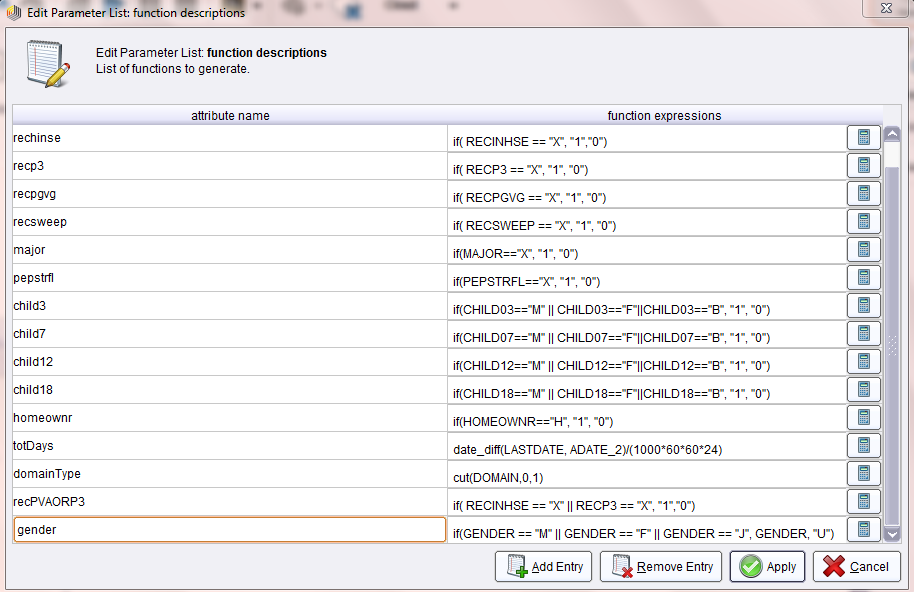 Edit Parameter List: function descriptions
Edit Parameter List: function descriptions
List of functions to generate.
attribute name function expressions
rechinse if( RECINHSE == "X", "1","0")
recp3 if( RECP3 == "X", "1", "0")
recpgvg if( RECPGVG == "X", "1", "0")
recsweep if( RECSWEEP == "X", "1", "0")
major if(MAJOR=="X", "1", "0")
pepstrfl if(PEPSTRFL=="X", "1", "0")
child3 if(CHILD03=="M" || CHILD03=="F"||CHILD03=="B", "1", "0")
child7 if(CHILD07=="M" || CHILD07=="F"||CHILD07=="B", "1", "0")
child12 if(CHILD12=="M" || CHILD12=="F"||CHILD12=="B", "1", "0")
child18 if(CHILD18=="M" || CHILD18=="F"||CHILD18=="B", "1", "0")
homeownr if(HOMEOWNR=="H", "1", "0")
totDays date_diff(LASTDATE, ADATE_2)/(1000*60*60*24)
domainType cut(DOMAIN,0,1)
recPVAORP3 if( RECINHSE == "X" || RECP3 == "X", "1","0")
gender if(GENDER == "M" || GENDER == "F" || GENDER == "J", GENDER, "U")
Add Entry Remove Entry Apply Cancel